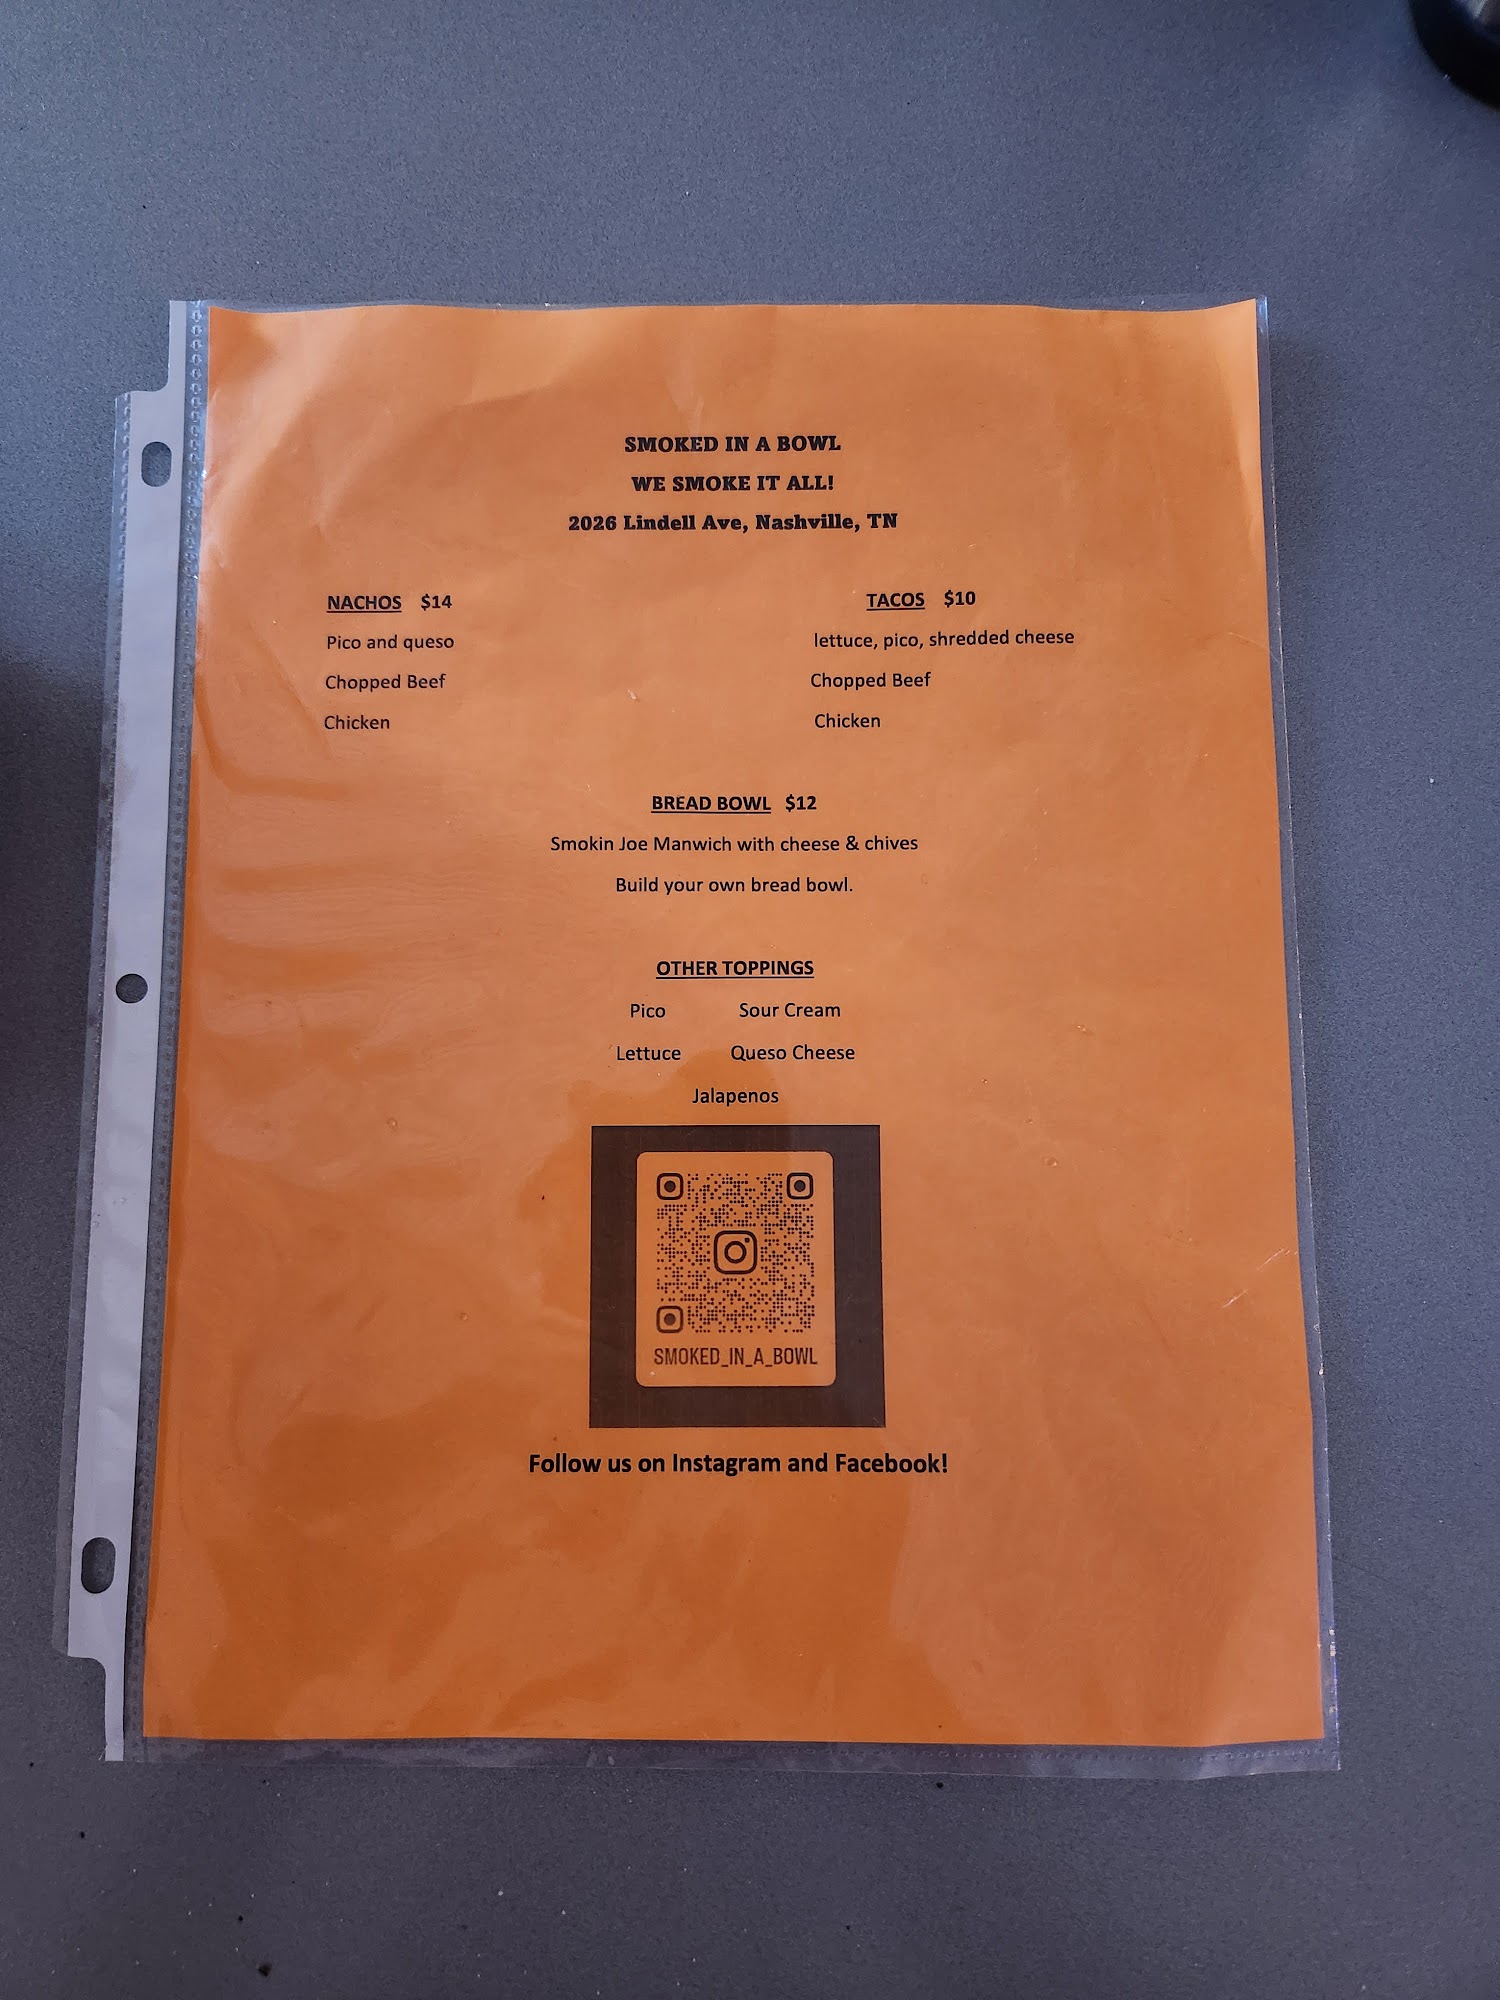 SMOKED IN A BOWL
WE SMOKE IT ALL!
2026 Lindell Ave, Nashville, TN
NACHOS $14
Pico and queso
Chopped Beef
Chicken
TACOS $10
lettuce, pico, shredded cheese
Chopped Beef
Chicken
BREAD BOWL $12
Smokin Joe Manwich with cheese & chives
Build your own bread bowl.
OTHER TOPPINGS
Pico Sour Cream
Lettuce Queso Cheese
Jalapenos
SMOKED_IN_A_BOWL
Follow us on Instagram and Facebook!